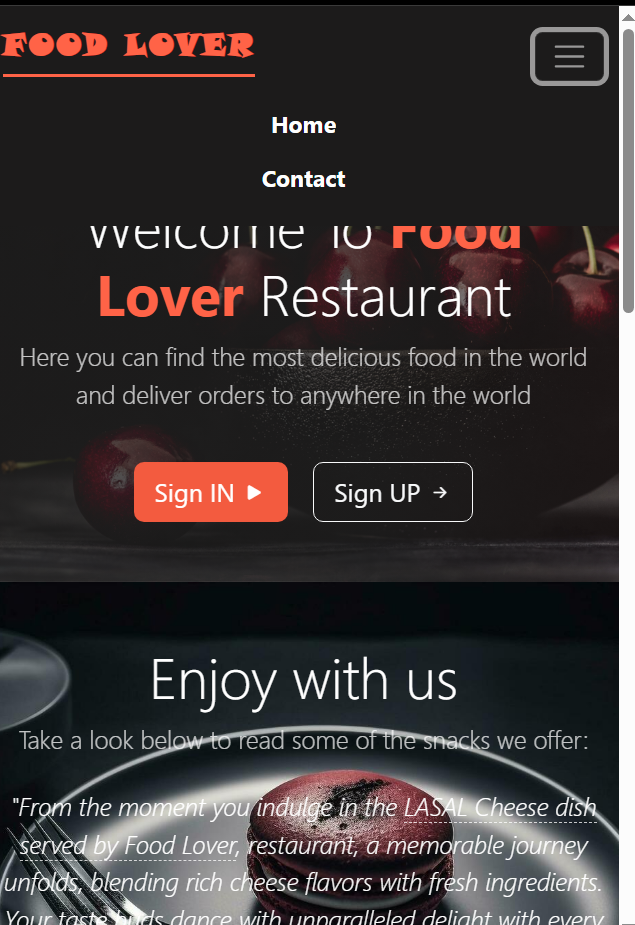 FOOD LOVER
Home
Contact
Welcome To Food
Lover Restaurant
Here you can find the most delicious food in the world
and deliver orders to anywhere in the world
Sign IN
Sign UP
Enjoy with us
Take a look below to read some of the snacks we offer:
"From the moment you indulge in the LASAL Cheese dish
served by Food Lover, restaurant, a memorable journey
unfolds, blending rich cheese flavors with fresh ingredients.
Your taste buds dance with unparalleled delight with every